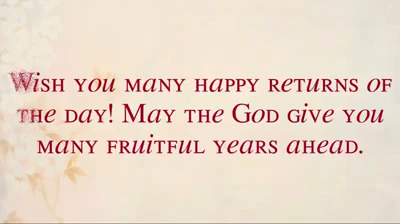 Wish you many happy returns of
the day! May the God give you
many fruitful years ahead.